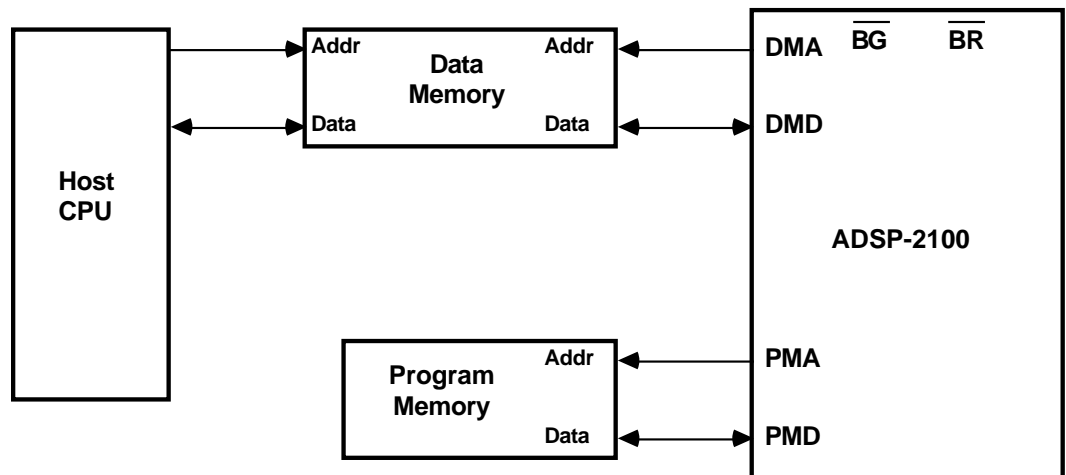 Addr
Addr
DMA
BG
BR
Data
Memory
Data
Data
DMD
Host
CPU
ADSP-2100
Addr
PMA
Program
Memory
Data
PMD